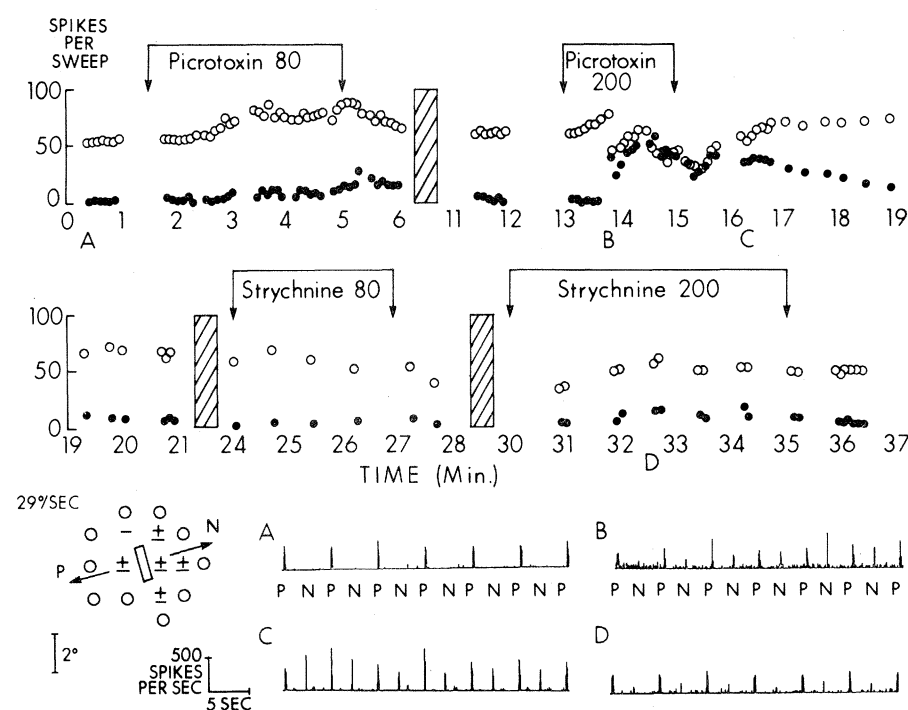 SPIKES
PER
SWEEP
Picrotoxin 80
Picrotoxin
200
100
50
0
0 1 2 3 4 5 6 11 12 13 14 15 16 17 18 19
A B C
Strychnine 80
Strychnine 200
100
50
0
19 20 21 24 25 26 27 28 30 31 32 33 34 35 36 37
TIME (Min.)
D
29°/SEC
N
P
- ±
± ± ±
±
2°
500
SPIKES
PER SEC
5 SEC
A
P N P N P N P N P N P N P
B
P N P N P N P N P N P N P
C
D